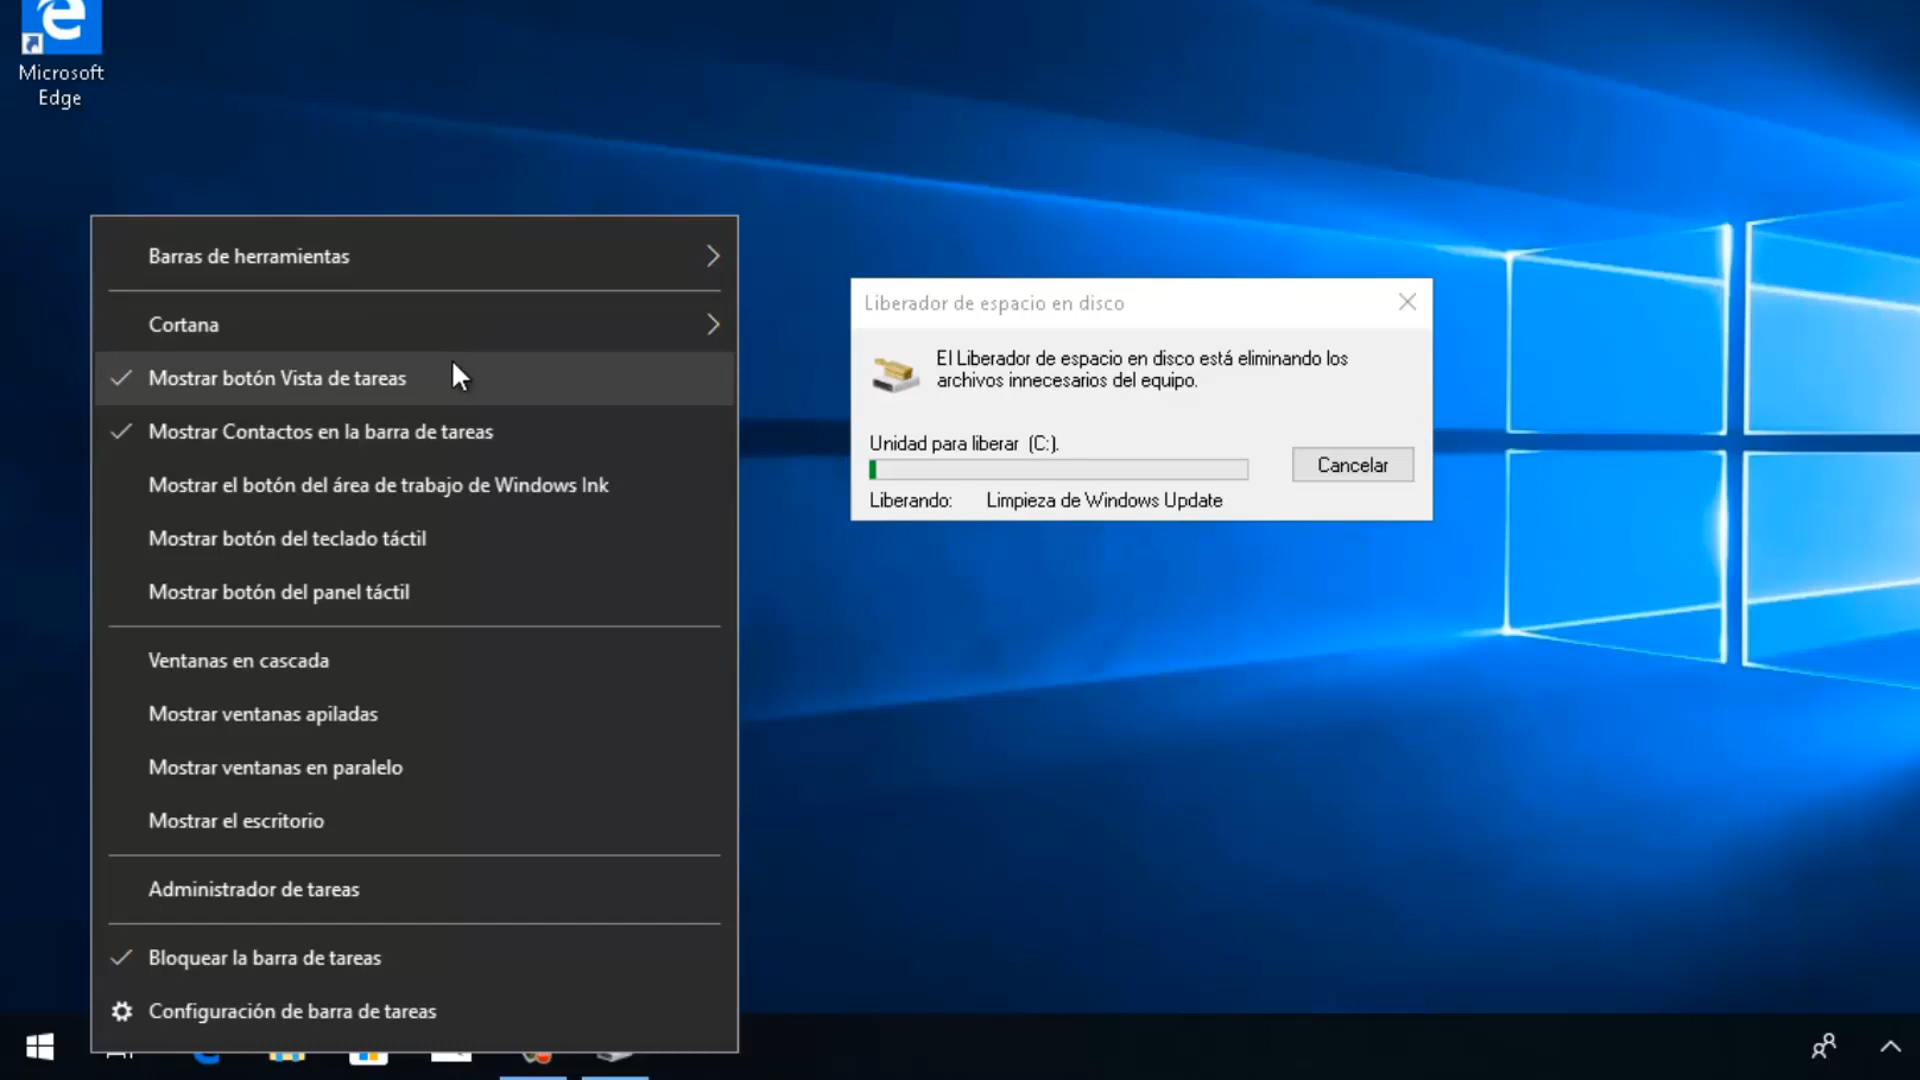 Microsoft
Edge
Barras de herramientas
Cortana
Mostrar botón Vista de tareas
Mostrar Contactos en la barra de tareas
Mostrar el botón del área de trabajo de Windows Ink
Mostrar botón del teclado táctil
Mostrar botón del panel táctil
Ventanas en cascada
Mostrar ventanas apiladas
Mostrar ventanas en paralelo
Mostrar el escritorio
Administrador de tareas
Bloquear la barra de tareas
Configuración de barra de tareas
Liberador de espacio en disco
El Liberador de espacio en disco está eliminando los
archivos innecesarios del equipo.
Unidad para liberar (C:).
Cancelar
Liberando: Limpieza de Windows Update